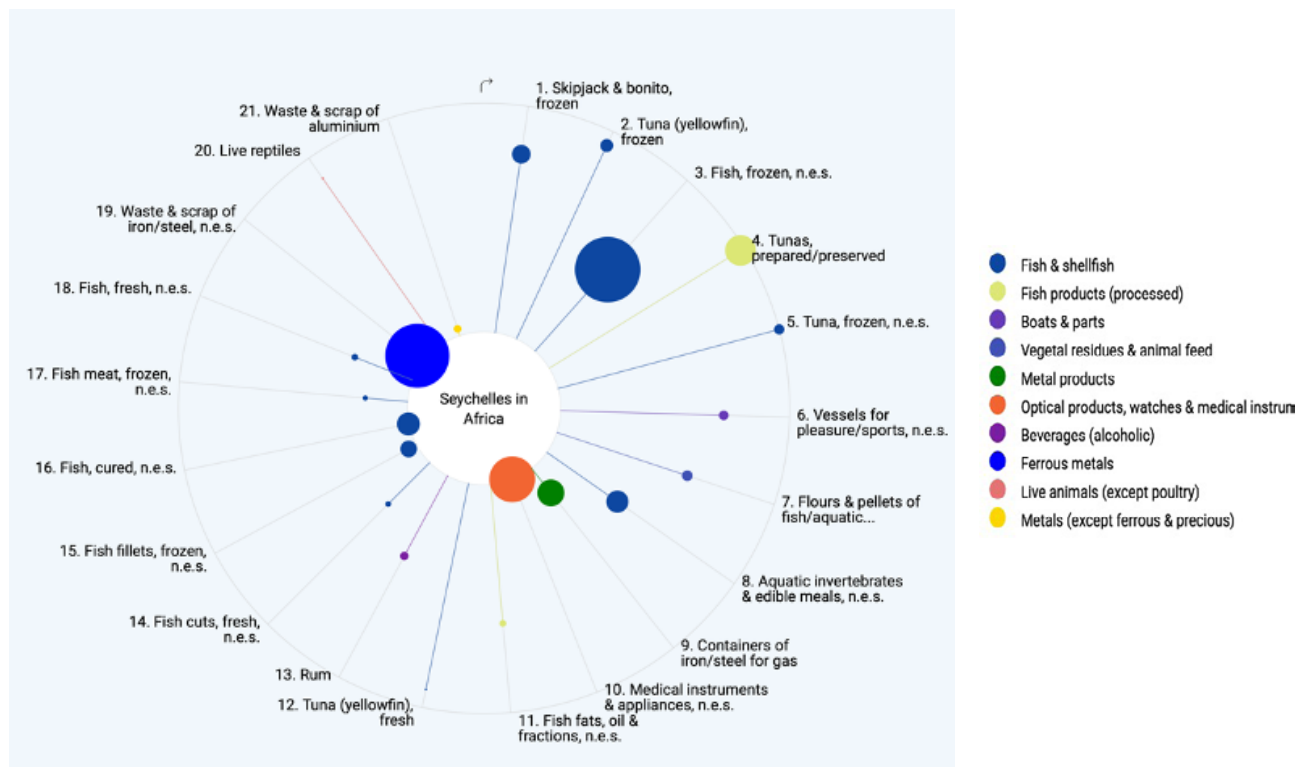 1. Skipjack & bonito,
frozen
2. Tuna (yellowfin),
frozen
3. Fish, frozen, n.e.s.
4. Tunas,
prepared/preserved
5. Tuna, frozen, n.e.s.
6. Vessels for
pleasure/sports, n.e.s.
7. Flours & pellets of
fish/aquatic...
8. Aquatic invertebrates
& edible meals, n.e.s.
9. Containers of
iron/steel for gas
10. Medical instruments
& appliances, n.e.s.
11. Fish fats, oil &
fractions, n.e.s.
12. Tuna (yellowfin),
fresh
13. Rum
14. Fish cuts, fresh,
n.e.s.
15. Fish fillets, frozen,
n.e.s.
16. Fish, cured, n.e.s.
17. Fish meat, frozen,
n.e.s.
18. Fish, fresh, n.e.s.
19. Waste & scrap of
iron/steel, n.e.s.
20. Live reptiles
21. Waste & scrap of
aluminium
Seychelles in
Africa
Fish & shellfish
Fish products (processed)
Boats & parts
Vegetal residues & animal feed
Metal products
Optical products, watches & medical instrum
Beverages (alcoholic)
Ferrous metals
Live animals (except poultry)
Metals (except ferrous & precious)